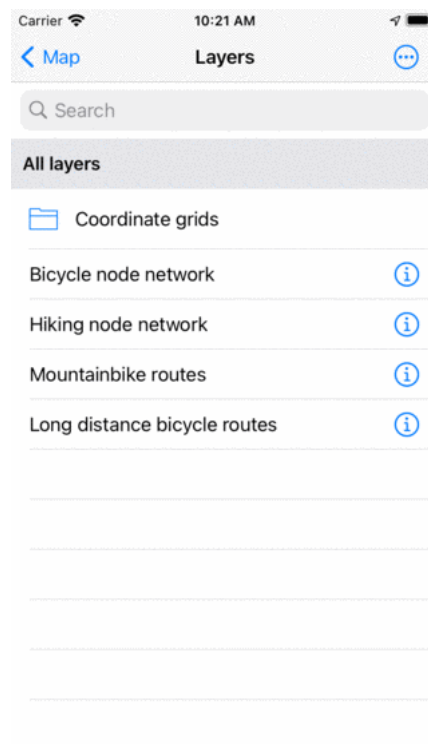 Carrier 10:21 AM
Map Layers
Search
All layers
Coordinate grids
Bicycle node network
Hiking node network
Mountainbike routes
Long distance bicycle routes